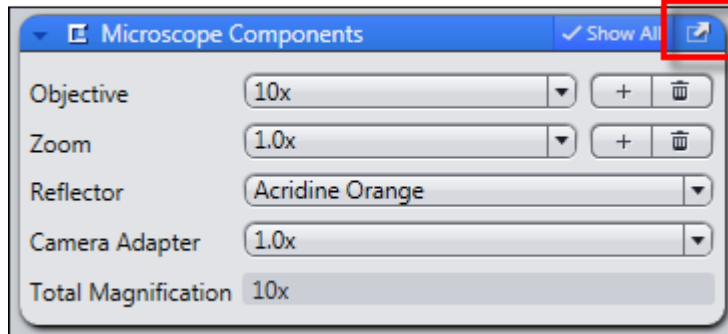 Microscope Components Show All
Objective 10x
Zoom 1.0x
Reflector Acridine Orange
Camera Adapter 1.0x
Total Magnification 10x